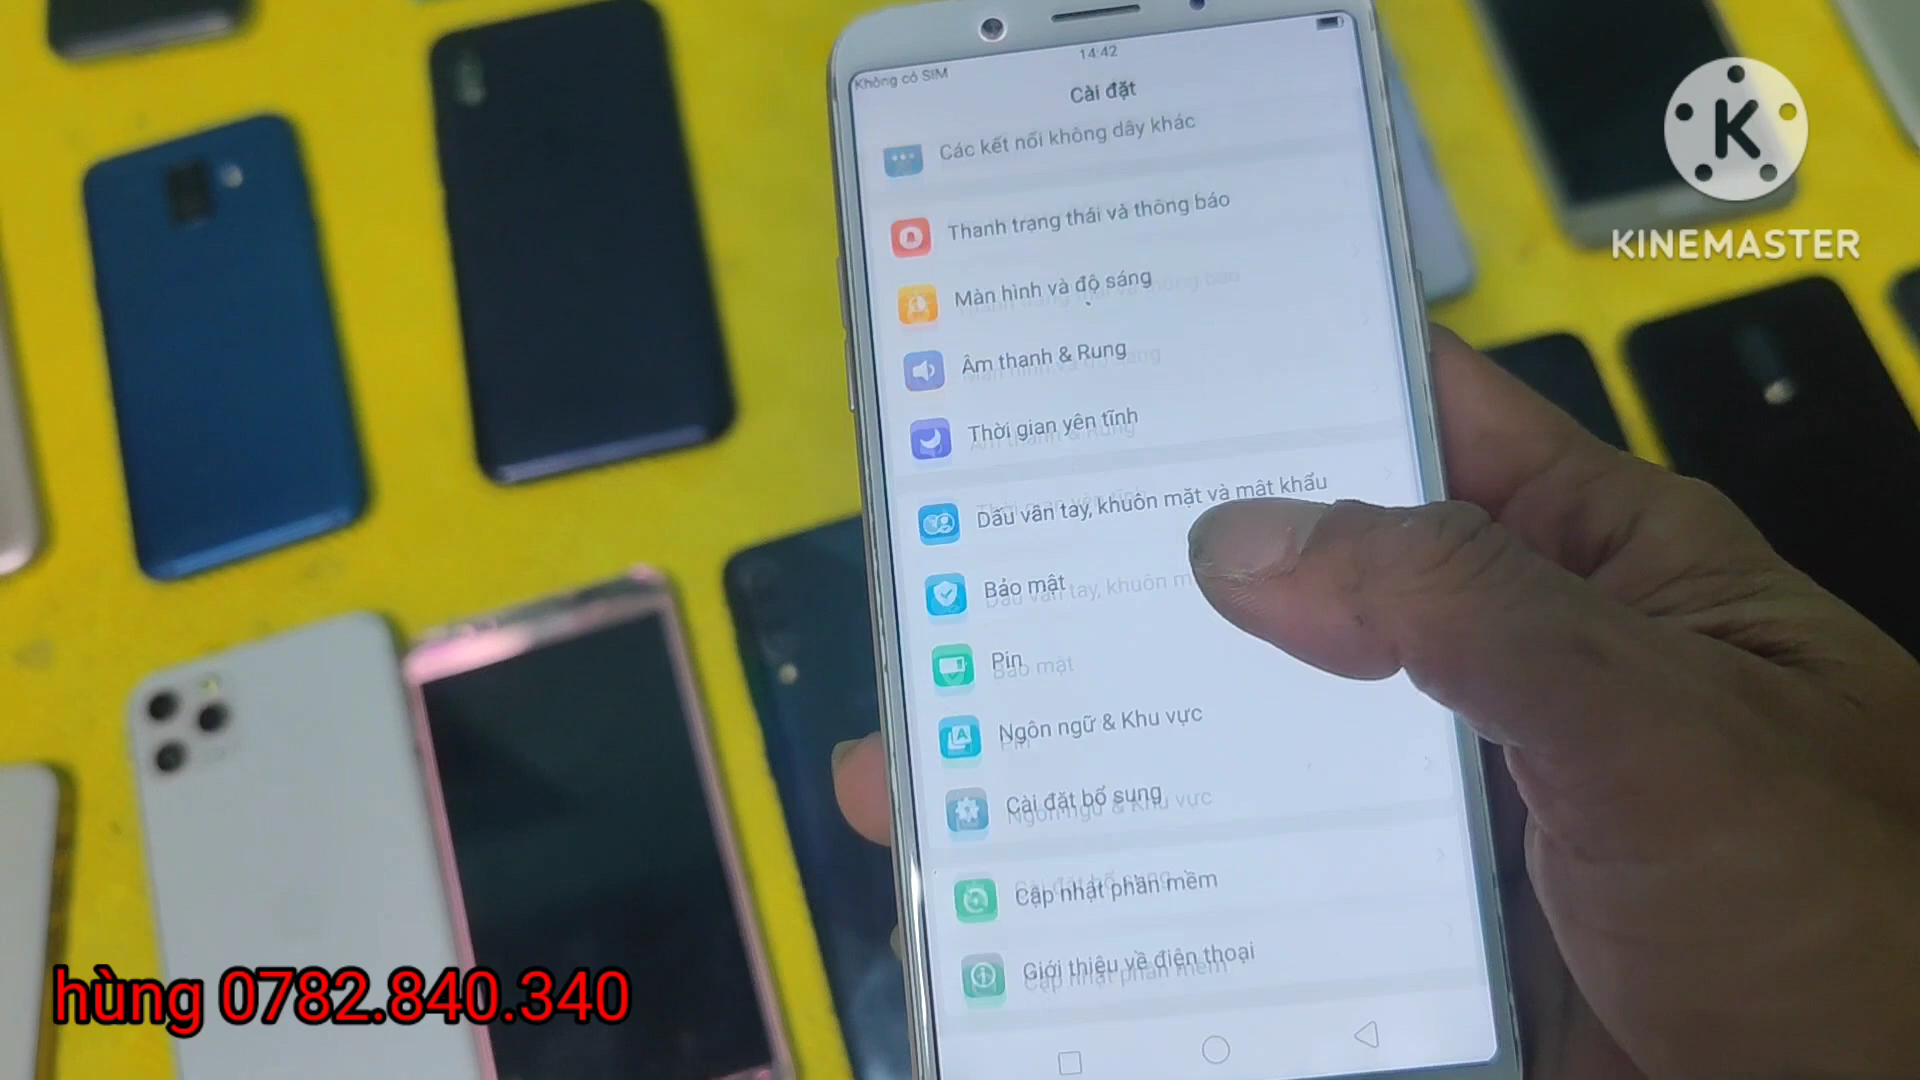 Không có SIM
14:42
Cài đặt
Các kết nối không dây khác
Thanh trạng thái và thông báo
Màn hình và độ sáng
Âm thanh & Rung
Thời gian yên tĩnh
Dấu vân tay, khuôn mặt và mật khẩu
Bảo mật
Pin
Ngôn ngữ & Khu vực
Cài đặt bổ sung
Cập nhật phần mềm
Giới thiệu về điện thoại
K
KINEMASTER
hùng 0782.840.340